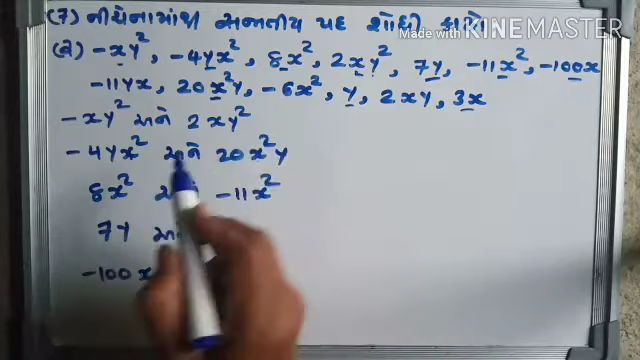 (7) નીચેનામાંથી સજાતીય પદ શોધી કાઢો
(a) -xy², -4yx², 8x², 2xy², 7y, -11x², -100x
-11yx, 20x²y, -6x², y, 2xy, 3x
-xy² અને 2xy²
-4yx² અને 20x²y
8x² -11x²
7y
-100x
Made with
KINEMASTER